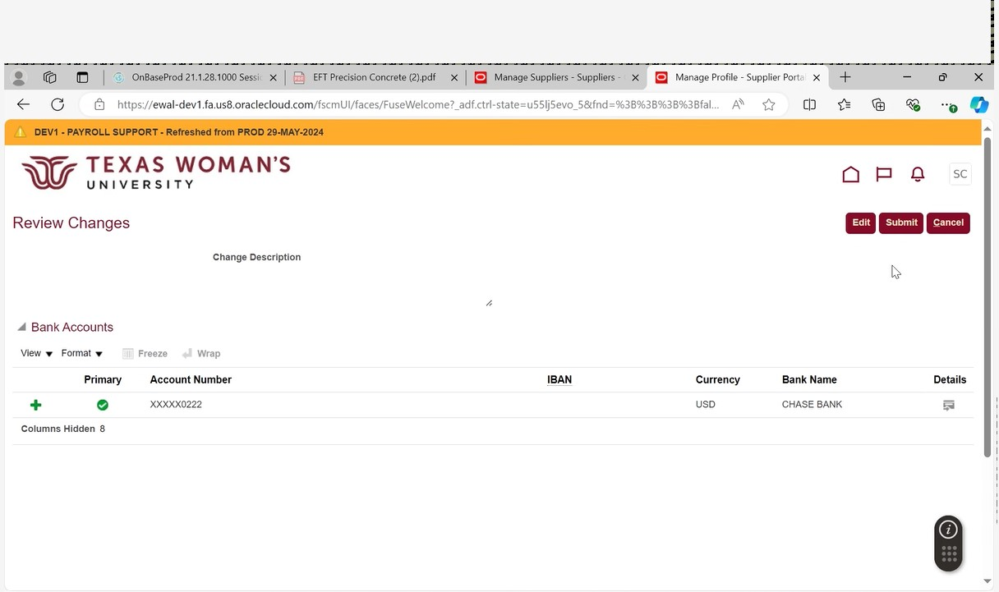 OnBaseProd 21.1.28.1000 Sessi
EFT Precision Concrete (2).pdf
Manage Suppliers - Suppliers -
Manage Profile - Supplier Porta
https://ewal-dev1.fa.us8.oraclecloud.com/fscmUI/faces/FuseWelcome?_adf.ctrl-state=u55lj5evo_5&fnd=%3B%3B%3B%3Bfal...
DEV1 - PAYROLL SUPPORT - Refreshed from PROD 29-MAY-2024
TEXAS WOMAN'S
UNIVERSITY
SC
Review Changes
Edit Submit Cancel
Change Description
Bank Accounts
View Format Freeze Wrap
Primary Account Number IBAN Currency Bank Name Details
XXXXX0222 USD CHASE BANK
Columns Hidden 8